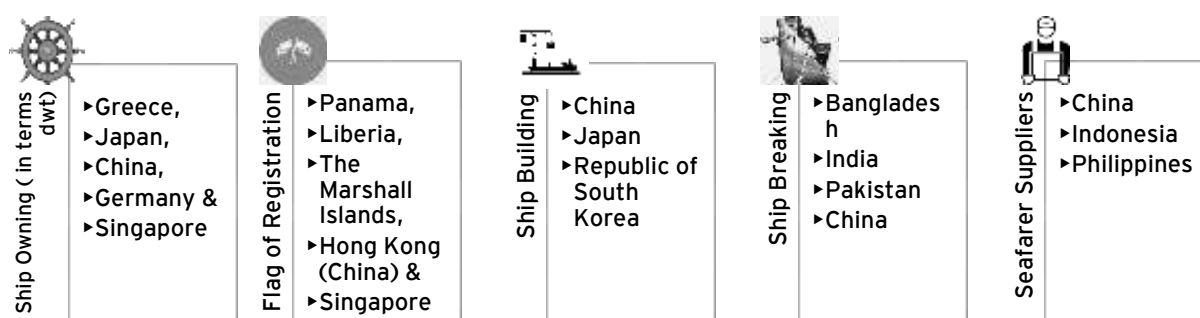 Ship Owning ( in terms
dwt)
▸Greece,
▸Japan,
▸China,
▸Germany &
▸Singapore
Flag of Registration
▸Panama,
▸Liberia,
▸The
Marshall
Islands,
▸Hong Kong
(China) &
▸Singapore
Ship Building
▸China
▸Japan
▸Republic of
South
Korea
Ship Breaking
▸Banglades
h
▸India
▸Pakistan
▸China
Seafarer Suppliers
▸China
▸Indonesia
▸Philippines